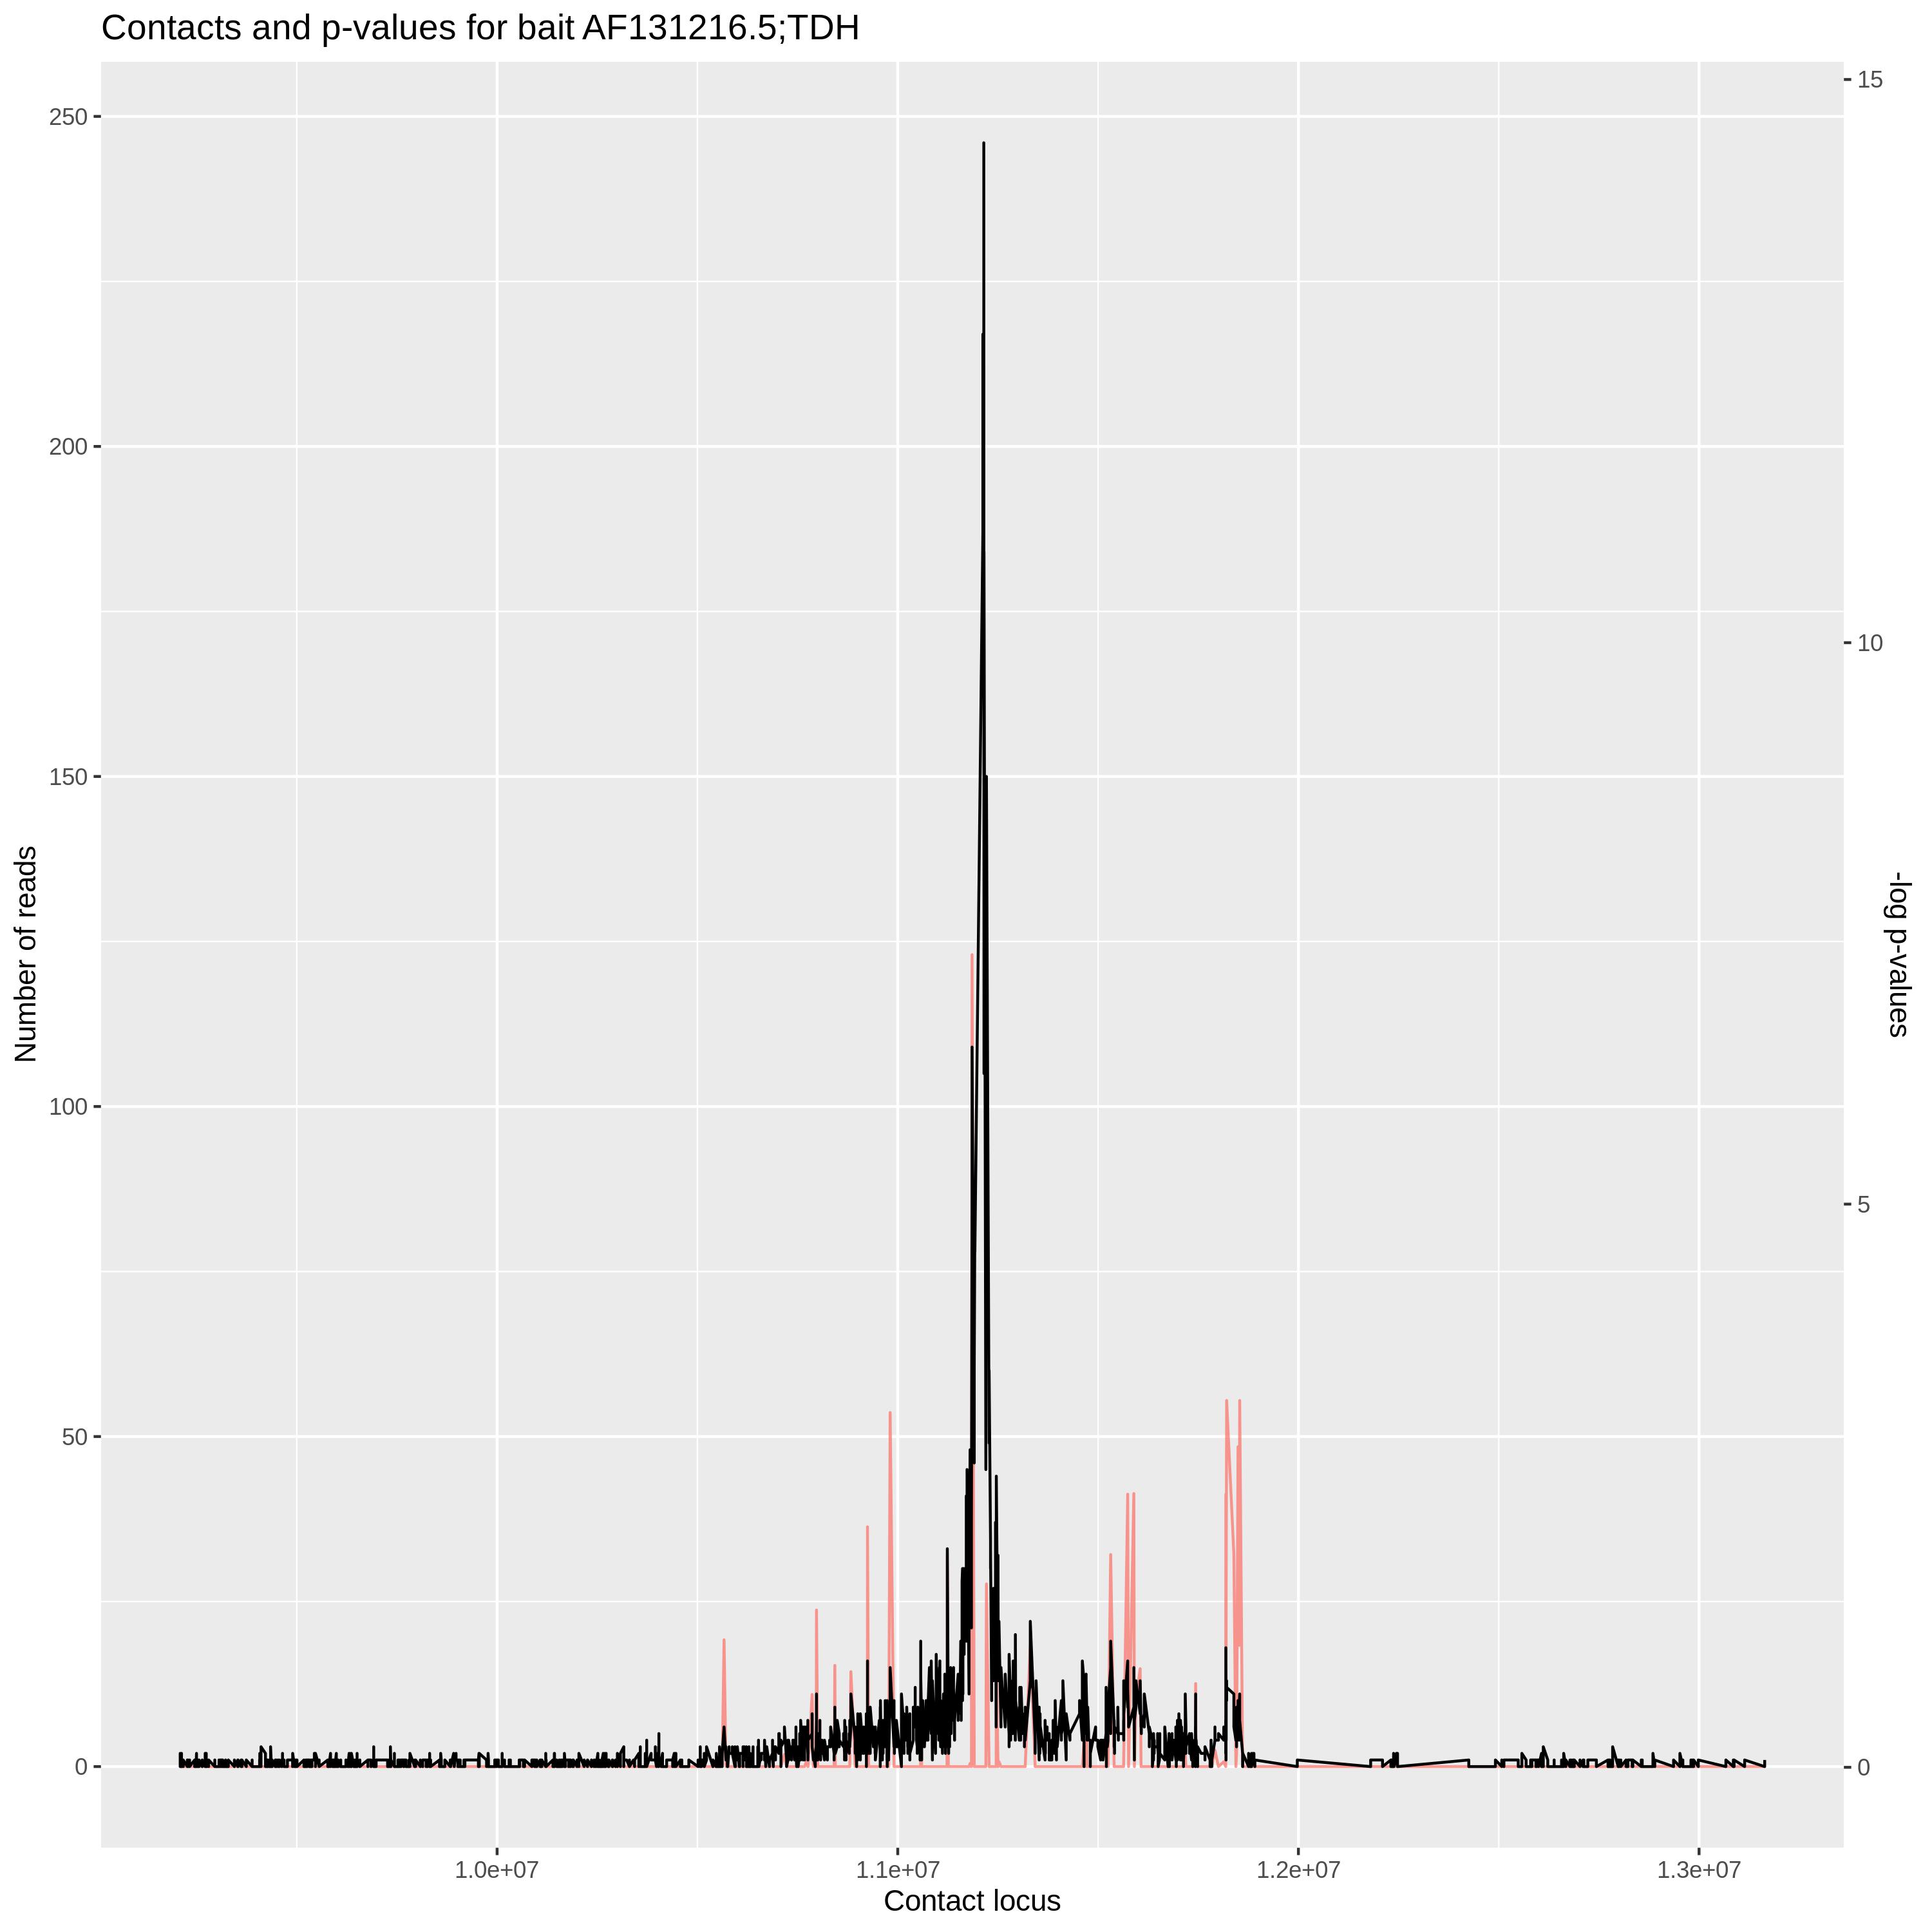 Contacts and p-values for bait AF131216.5;TDH
250
200
150
100
50
0
Number of reads
15
10
5
0
-log p-values
1.0e+07
1.1e+07
1.2e+07
1.3e+07
Contact locus